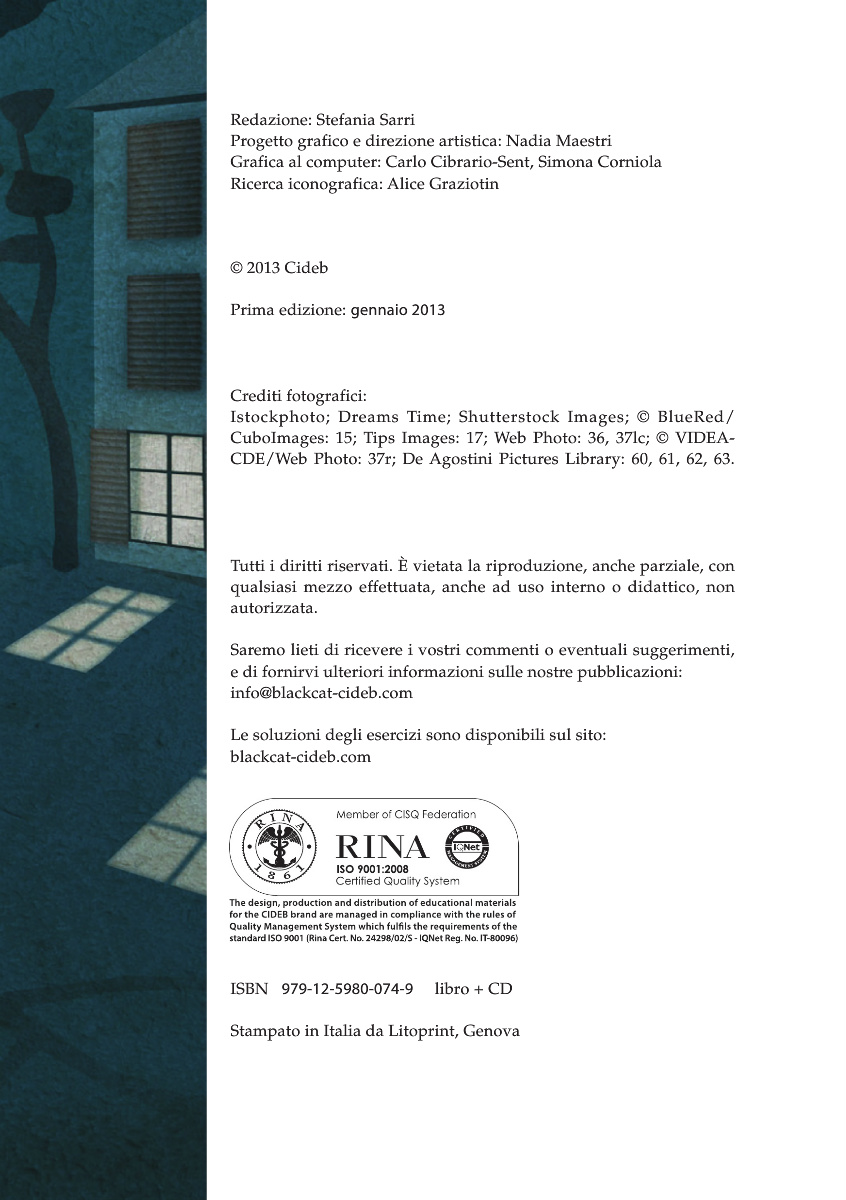 Redazione: Stefania Sarri
Progetto grafico e direzione artistica: Nadia Maestri
Grafica al computer: Carlo Cibrario-Sent, Simona Corniola
Ricerca iconografica: Alice Graziotin
© 2013 Cideb
Prima edizione: gennaio 2013
Crediti fotografici:
Istockphoto; Dreams Time; Shutterstock Images; © BlueRed/
CuboImages: 15; Tips Images: 17; Web Photo: 36, 37lc; © VIDEA-
CDE/Web Photo: 37r; De Agostini Pictures Library: 60, 61, 62, 63.
Tutti i diritti riservati. È vietata la riproduzione, anche parziale, con
qualsiasi mezzo effettuata, anche ad uso interno o didattico, non
autorizzata.
Saremo lieti di ricevere i vostri commenti o eventuali suggerimenti,
e di fornirvi ulteriori informazioni sulle nostre pubblicazioni:
info@blackcat-cideb.com
Le soluzioni degli esercizi sono disponibili sul sito:
blackcat-cideb.com
RINA
1861
Member of CISQ Federation
RINA
ISO 9001:2008
Certified Quality System
CERTIFIED
IQNet
MANAGEMENT SYSTEM
The design, production and distribution of educational materials
for the CIDEB brand are managed in compliance with the rules of
Quality Management System which fulfils the requirements of the
standard ISO 9001 (Rina Cert. No. 24298/02/S - IQNet Reg. No. IT-80096)
ISBN 979-12-5980-074-9 libro + CD
Stampato in Italia da Litoprint, Genova